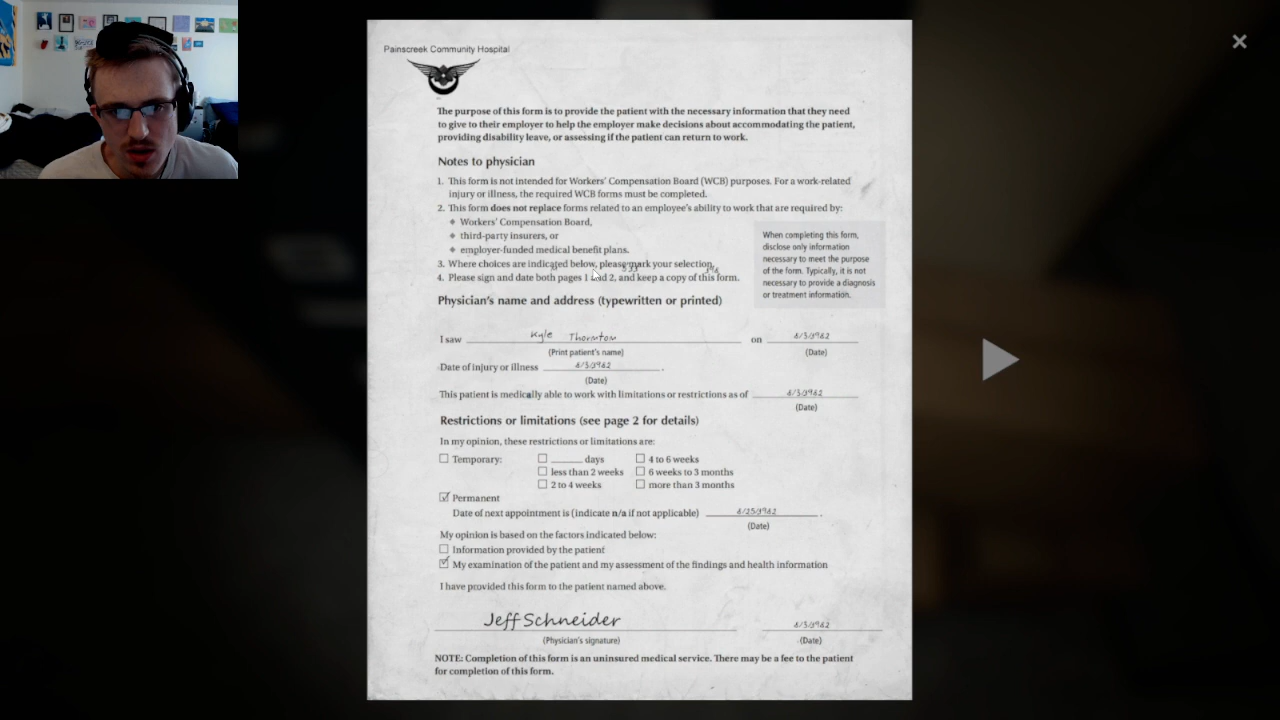 Painscreek Community Hospital
The purpose of this form is to provide the patient with the necessary information that they need
to give to their employer to help the employer make decisions about accommodating the patient,
providing disability leave, or assessing if the patient can return to work.
Notes to physician
1. This form is not intended for Workers' Compensation Board (WCB) purposes. For a work-related
injury or illness, the required WCB forms must be completed.
2. This form does not replace forms related to an employee's ability to work that are required by:
Workers' Compensation Board,
third-party insurers, or
employer-funded medical benefit plans.
3. Where choices are indicated below, please mark your selection.
4. Please sign and date both pages 1 and 2, and keep a copy of this form.
When completing this form,
disclose only information
necessary to meet the purpose
of the form. Typically, it is not
necessary to provide a diagnosis
or treatment information.
Physician's name and address (typewritten or printed)
I saw Kyle Thornton on
(Print patient's name) (Date)
Date of injury or illness
(Date)
This patient is medically able to work with limitations or restrictions as of
(Date)
Restrictions or limitations (see page 2 for details)
In my opinion, these restrictions or limitations are:
Temporary: days 4 to 6 weeks
less than 2 weeks 6 weeks to 3 months
2 to 4 weeks more than 3 months
Permanent
Date of next appointment is (indicate n/a if not applicable)
(Date)
My opinion is based on the factors indicated below:
Information provided by the patient
My examination of the patient and my assessment of the findings and health information
I have provided this form to the patient named above.
Jeff Schneider
(Physician's signature) (Date)
NOTE: Completion of this form is an uninsured medical service. There may be a fee to the patient
for completion of this form.